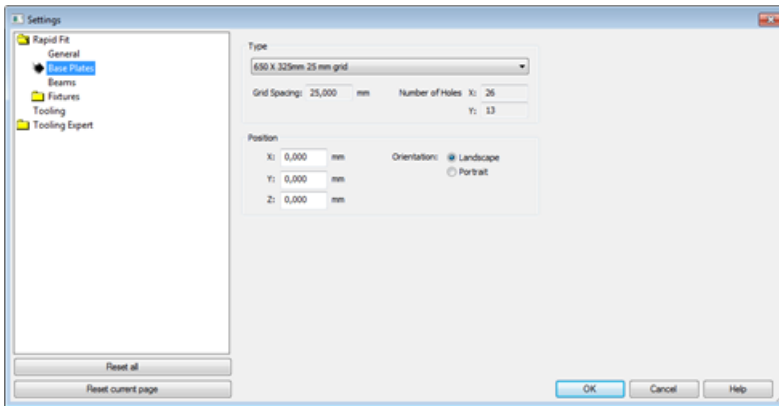 Settings
Rapid Fit
General
Base Plates
Beams
Fixtures
Tooling
Tooling Expert
Reset all
Reset current page
Type
650 X 325mm 25 mm grid
Grid Spacing: 25,000 mm Number of Holes X: 26
Y: 13
Position
X: 0,000 mm Orientation: Landscape
Y: 0,000 mm Portrait
Z: 0,000 mm
OK Cancel Help